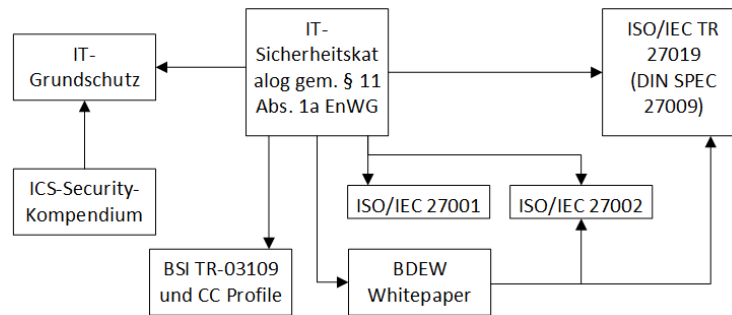 IT-
Grundschutz
IT-
Sicherheitskat
alog gem. § 11
Abs. 1a EnWG
ISO/IEC TR
27019
(DIN SPEC
27009)
ICS-Security-
Kompendium
ISO/IEC 27001
ISO/IEC 27002
BSI TR-03109
und CC Profile
BDEW
Whitepaper